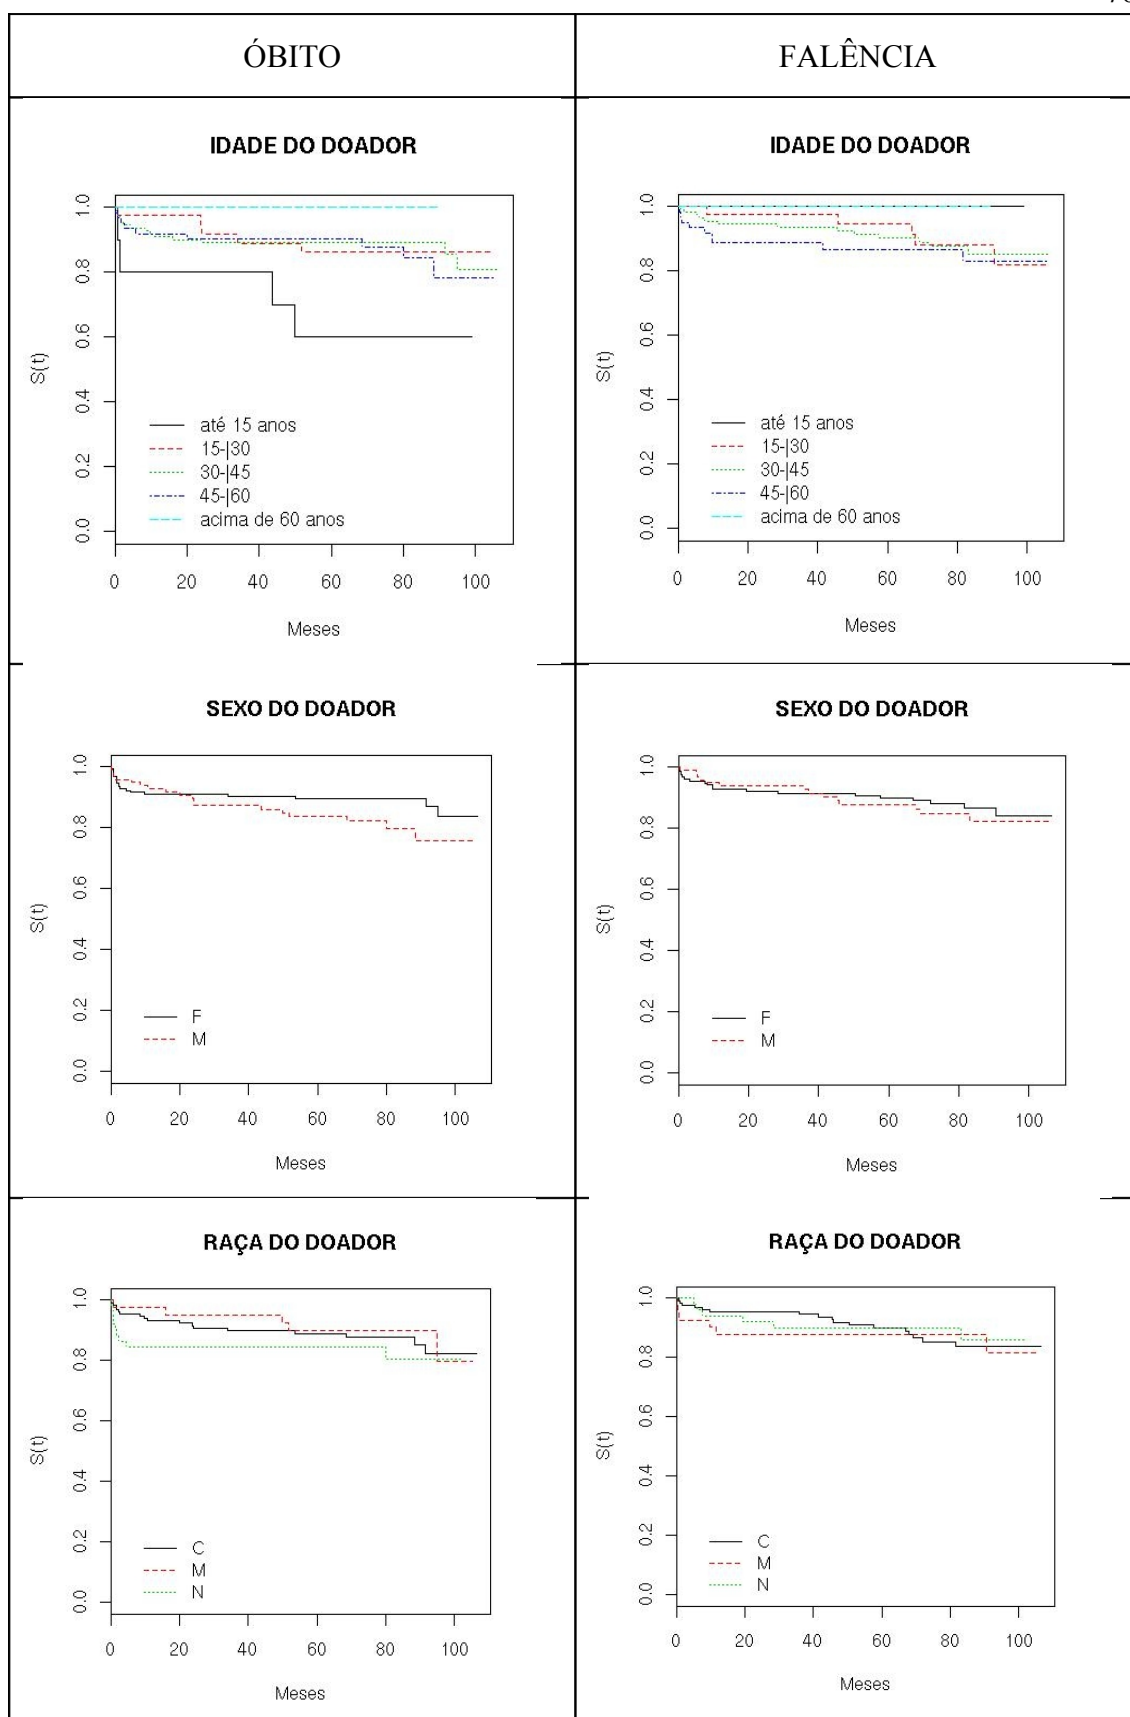 ÓBITO
FALÊNCIA
IDADE DO DOADOR
S(t)
0.0 0.2 0.4 0.6 0.8 1.0
até 15 anos
15-|30
30-|45
45-|60
acima de 60 anos
0 20 40 60 80 100
Meses
IDADE DO DOADOR
S(t)
0.0 0.2 0.4 0.6 0.8 1.0
até 15 anos
15-|30
30-|45
45-|60
acima de 60 anos
0 20 40 60 80 100
Meses
SEXO DO DOADOR
S(t)
0.0 0.2 0.4 0.6 0.8 1.0
F
M
0 20 40 60 80 100
Meses
SEXO DO DOADOR
S(t)
0.0 0.2 0.4 0.6 0.8 1.0
F
M
0 20 40 60 80 100
Meses
RAÇA DO DOADOR
S(t)
0.0 0.2 0.4 0.6 0.8 1.0
C
M
N
0 20 40 60 80 100
Meses
RAÇA DO DOADOR
S(t)
0.0 0.2 0.4 0.6 0.8 1.0
C
M
N
0 20 40 60 80 100
Meses